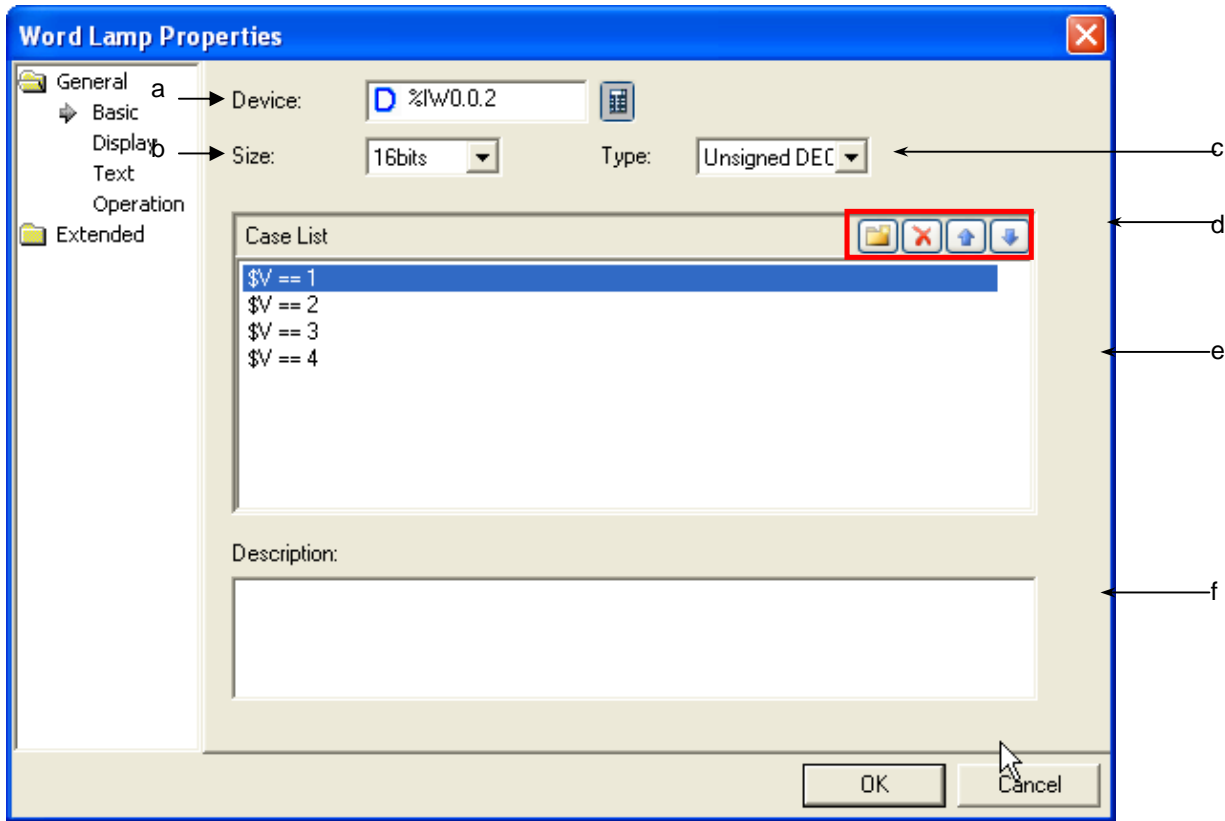 Word Lamp Properties
General
Basic
Display
Text
Operation
Extended
a
b
Device:
D %IW0.0.2
Size:
16bits
Type:
Unsigned DEC
c
d
Case List
$V == 1
$V == 2
$V == 3
$V == 4
e
Description:
f
OK
Cancel